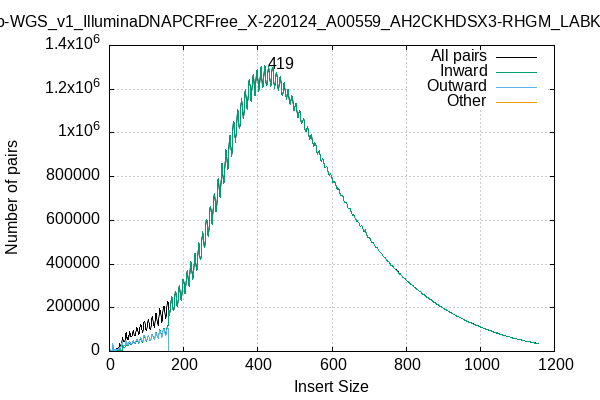 o-WGS_v1_IlluminaDNAPCRFree_X-220124_A00559_AH2CKHDSX3-RHGM_LABK
1.4x10^6
1.2x10^6
1x10^6
800000
600000
400000
200000
0
Number of pairs
419
All pairs
Inward
Outward
Other
0 200 400 600 800 1000 1200
Insert Size